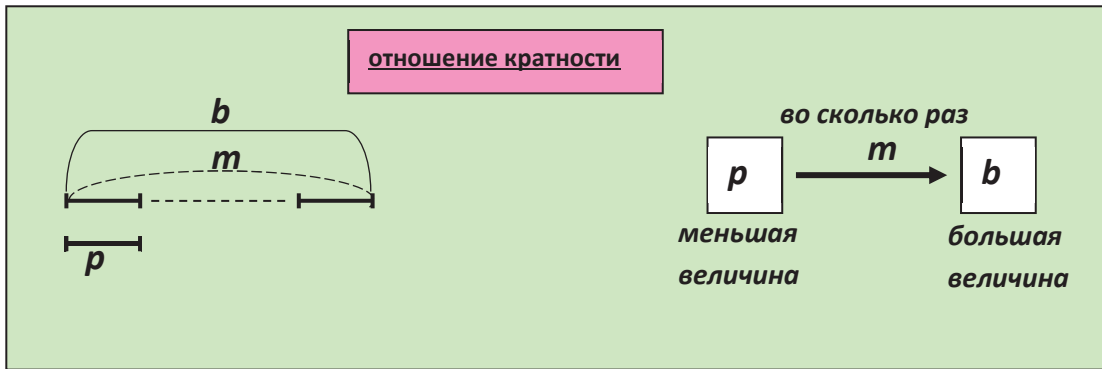 отношение кратности
b
m
p
во сколько раз
m
p
b
меньшая
величина
большая
величина